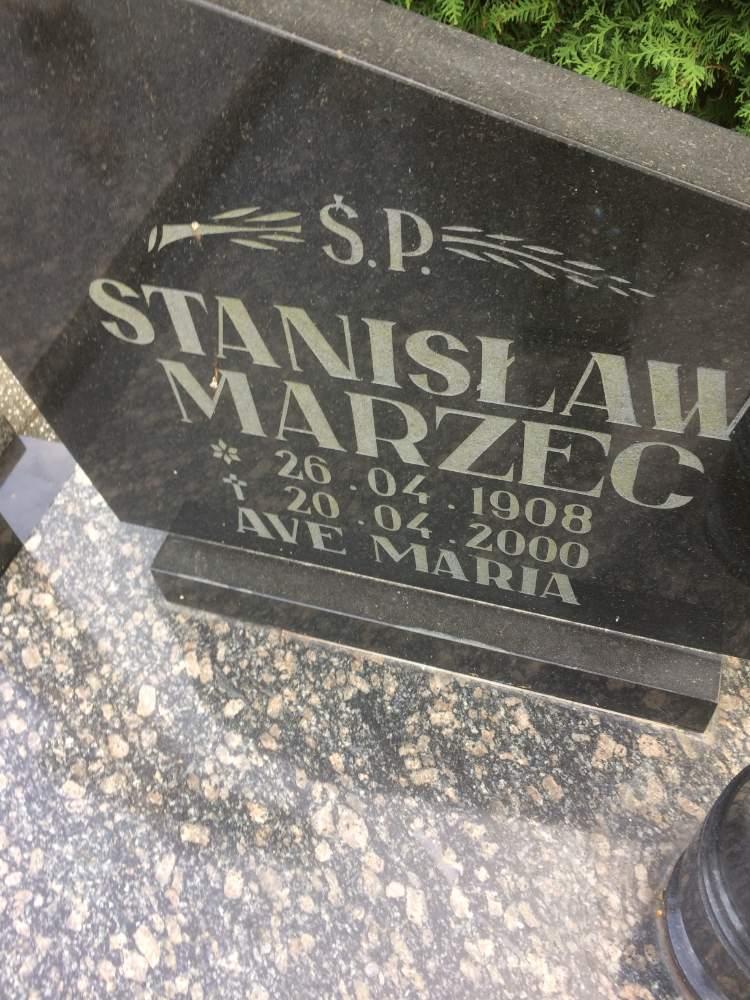 Ś.P.
STANISŁAW
MARZEC
* 26.04.1908
† 20.04.2000
AVE MARIA